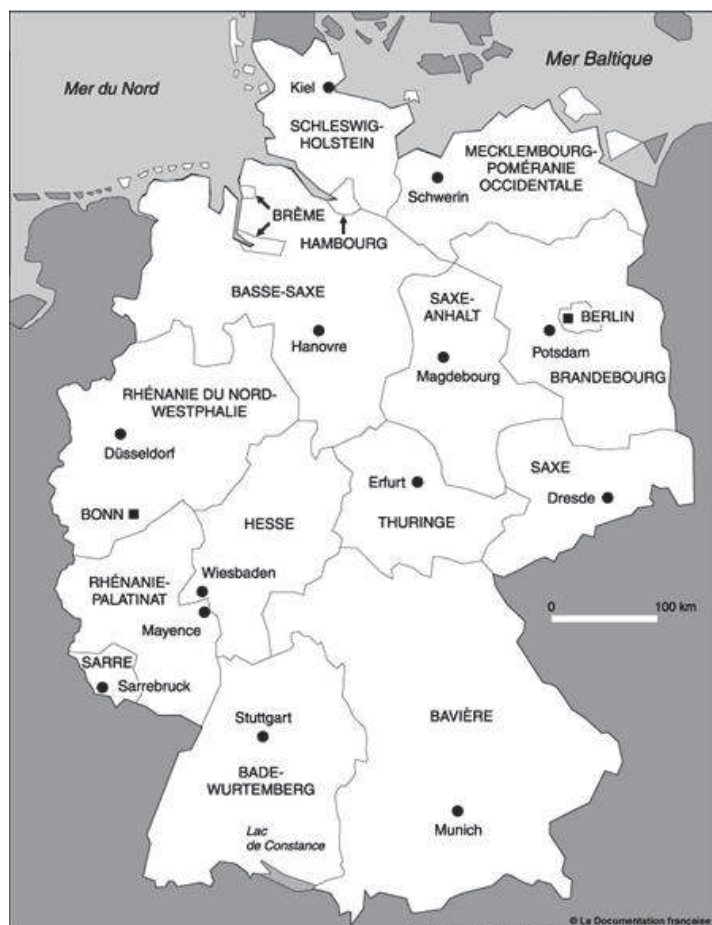 Mer du Nord
Mer Baltique
Kiel
SCHLESWIG-
HOLSTEIN
MECKLEMBOURG-
POMÉRANIE
OCCIDENTALE
Schwerin
BRÊME
HAMBOURG
BASSE-SAXE
Hanovre
SAXE-
ANHALT
Magdebourg
BERLIN
Potsdam
BRANDEBOURG
RHÉNANIE DU NORD-
WESTPHALIE
Düsseldorf
BONN
HESSE
Erfurt
THURINGE
SAXE
Dresde
RHÉNANIE-
PALATINAT
Wiesbaden
Mayence
0 100 km
SARRE
Sarrebruck
Stuttgart
BADE-
WURTEMBERG
BAVIÈRE
Munich
Lac
de Constance
© La Documentation française